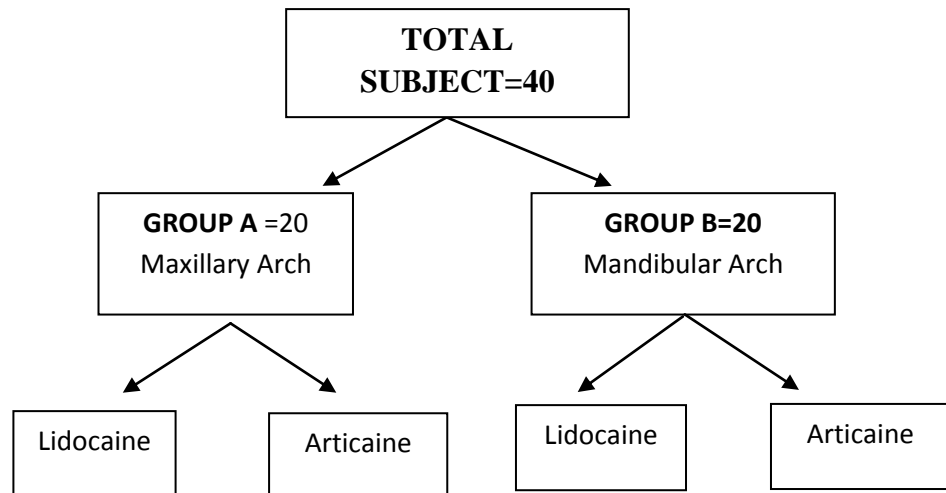 TOTAL
SUBJECT=40
GROUP A =20
Maxillary Arch
GROUP B=20
Mandibular Arch
Lidocaine
Articaine
Lidocaine
Articaine